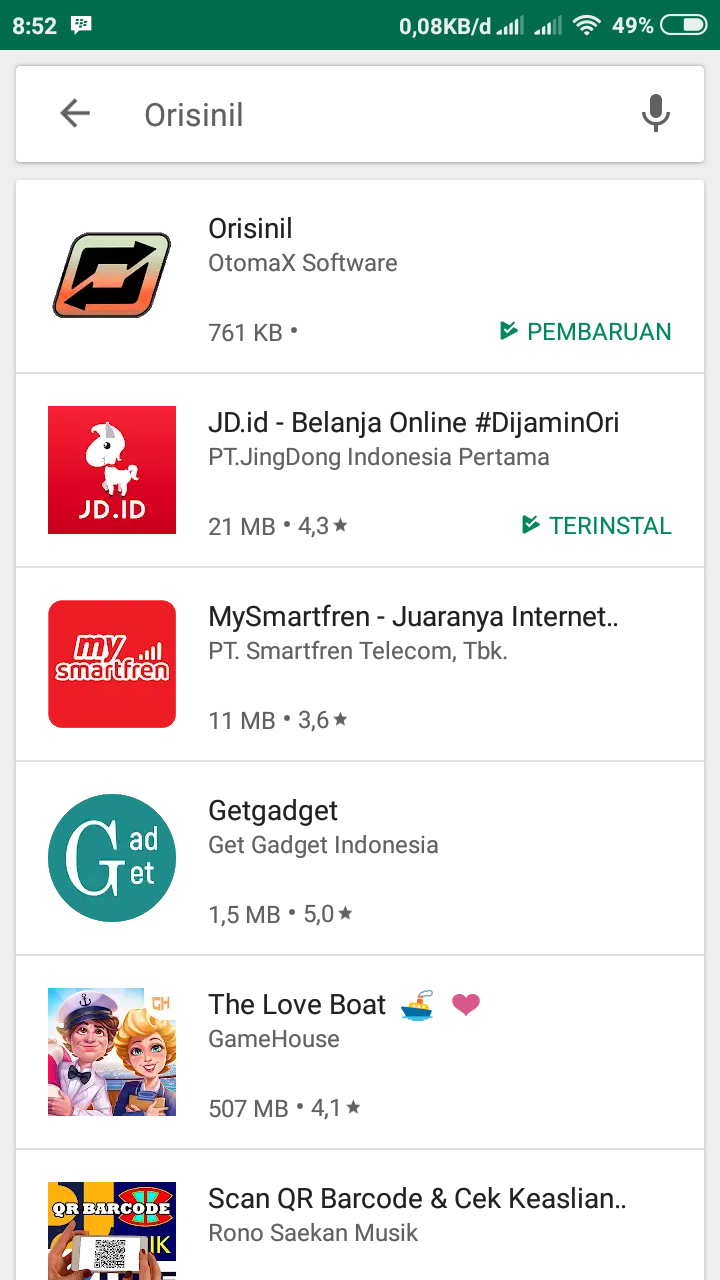 8:52 0,08KB/d 49%
Orisinil
Orisinil
OtomaX Software
761 KB • PEMBARUAN
JD.id - Belanja Online #DijaminOri
PT.JingDong Indonesia Pertama
JD.ID
21 MB • 4,3★ TERINSTAL
MySmartfren - Juaranya Internet..
PT. Smartfren Telecom, Tbk.
my
smartfren
11 MB • 3,6★
Getgadget
Get Gadget Indonesia
Gad
et
1,5 MB • 5,0★
The Love Boat 🚢 💗
GameHouse
GH
507 MB • 4,1★
Scan QR Barcode & Cek Keaslian..
Rono Saekan Musik
QR BARCODE
IK